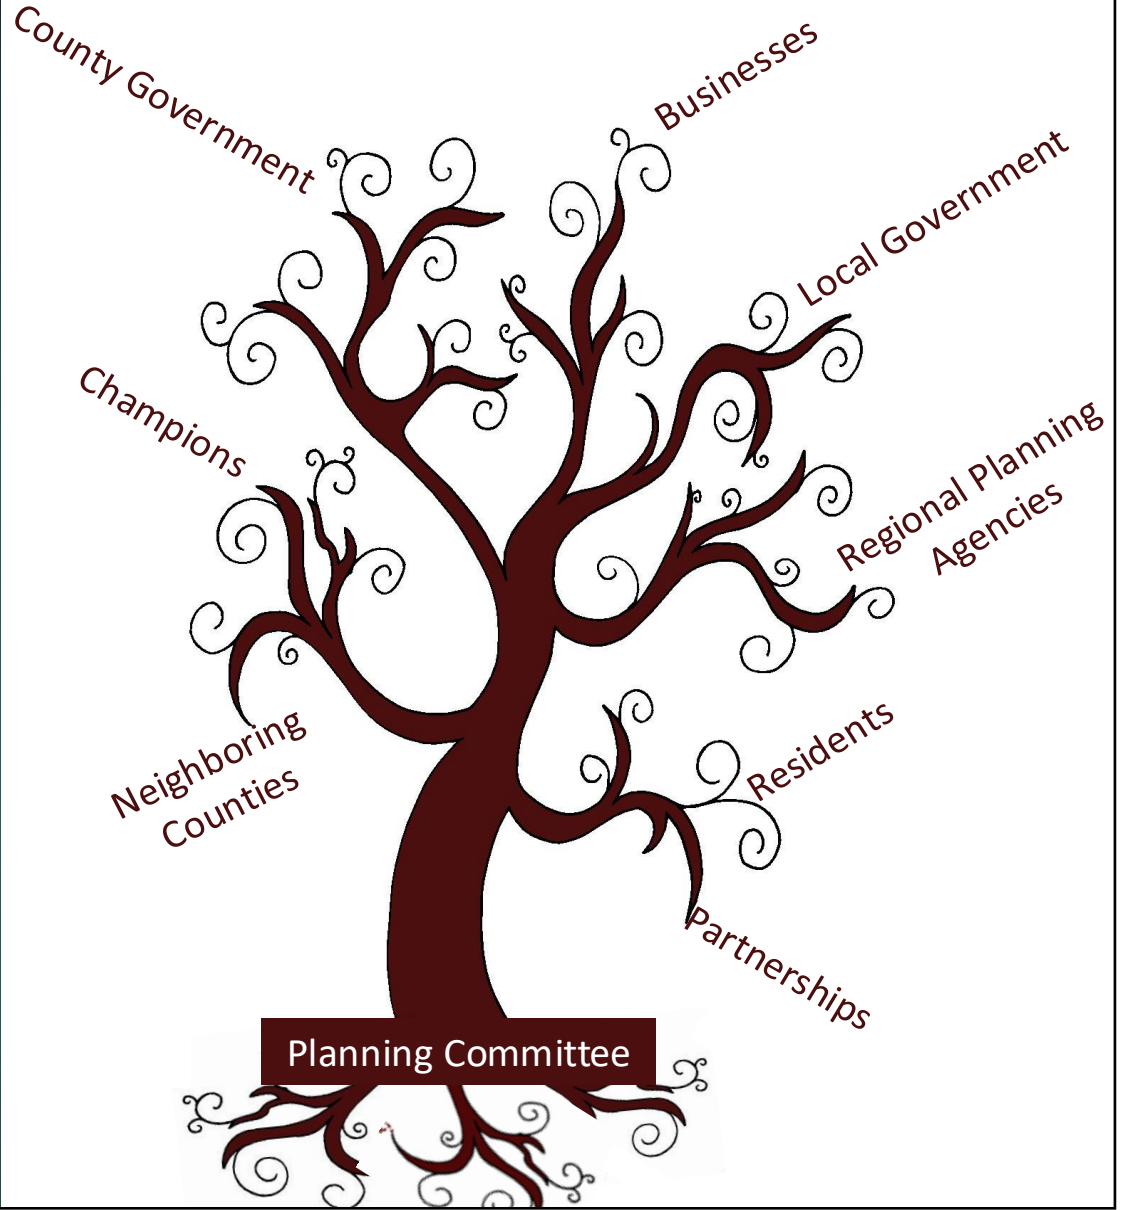 County Government
Businesses
Local Government
Champions
Regional Planning
Agencies
Neighboring
Counties
Residents
Partnerships
Planning Committee